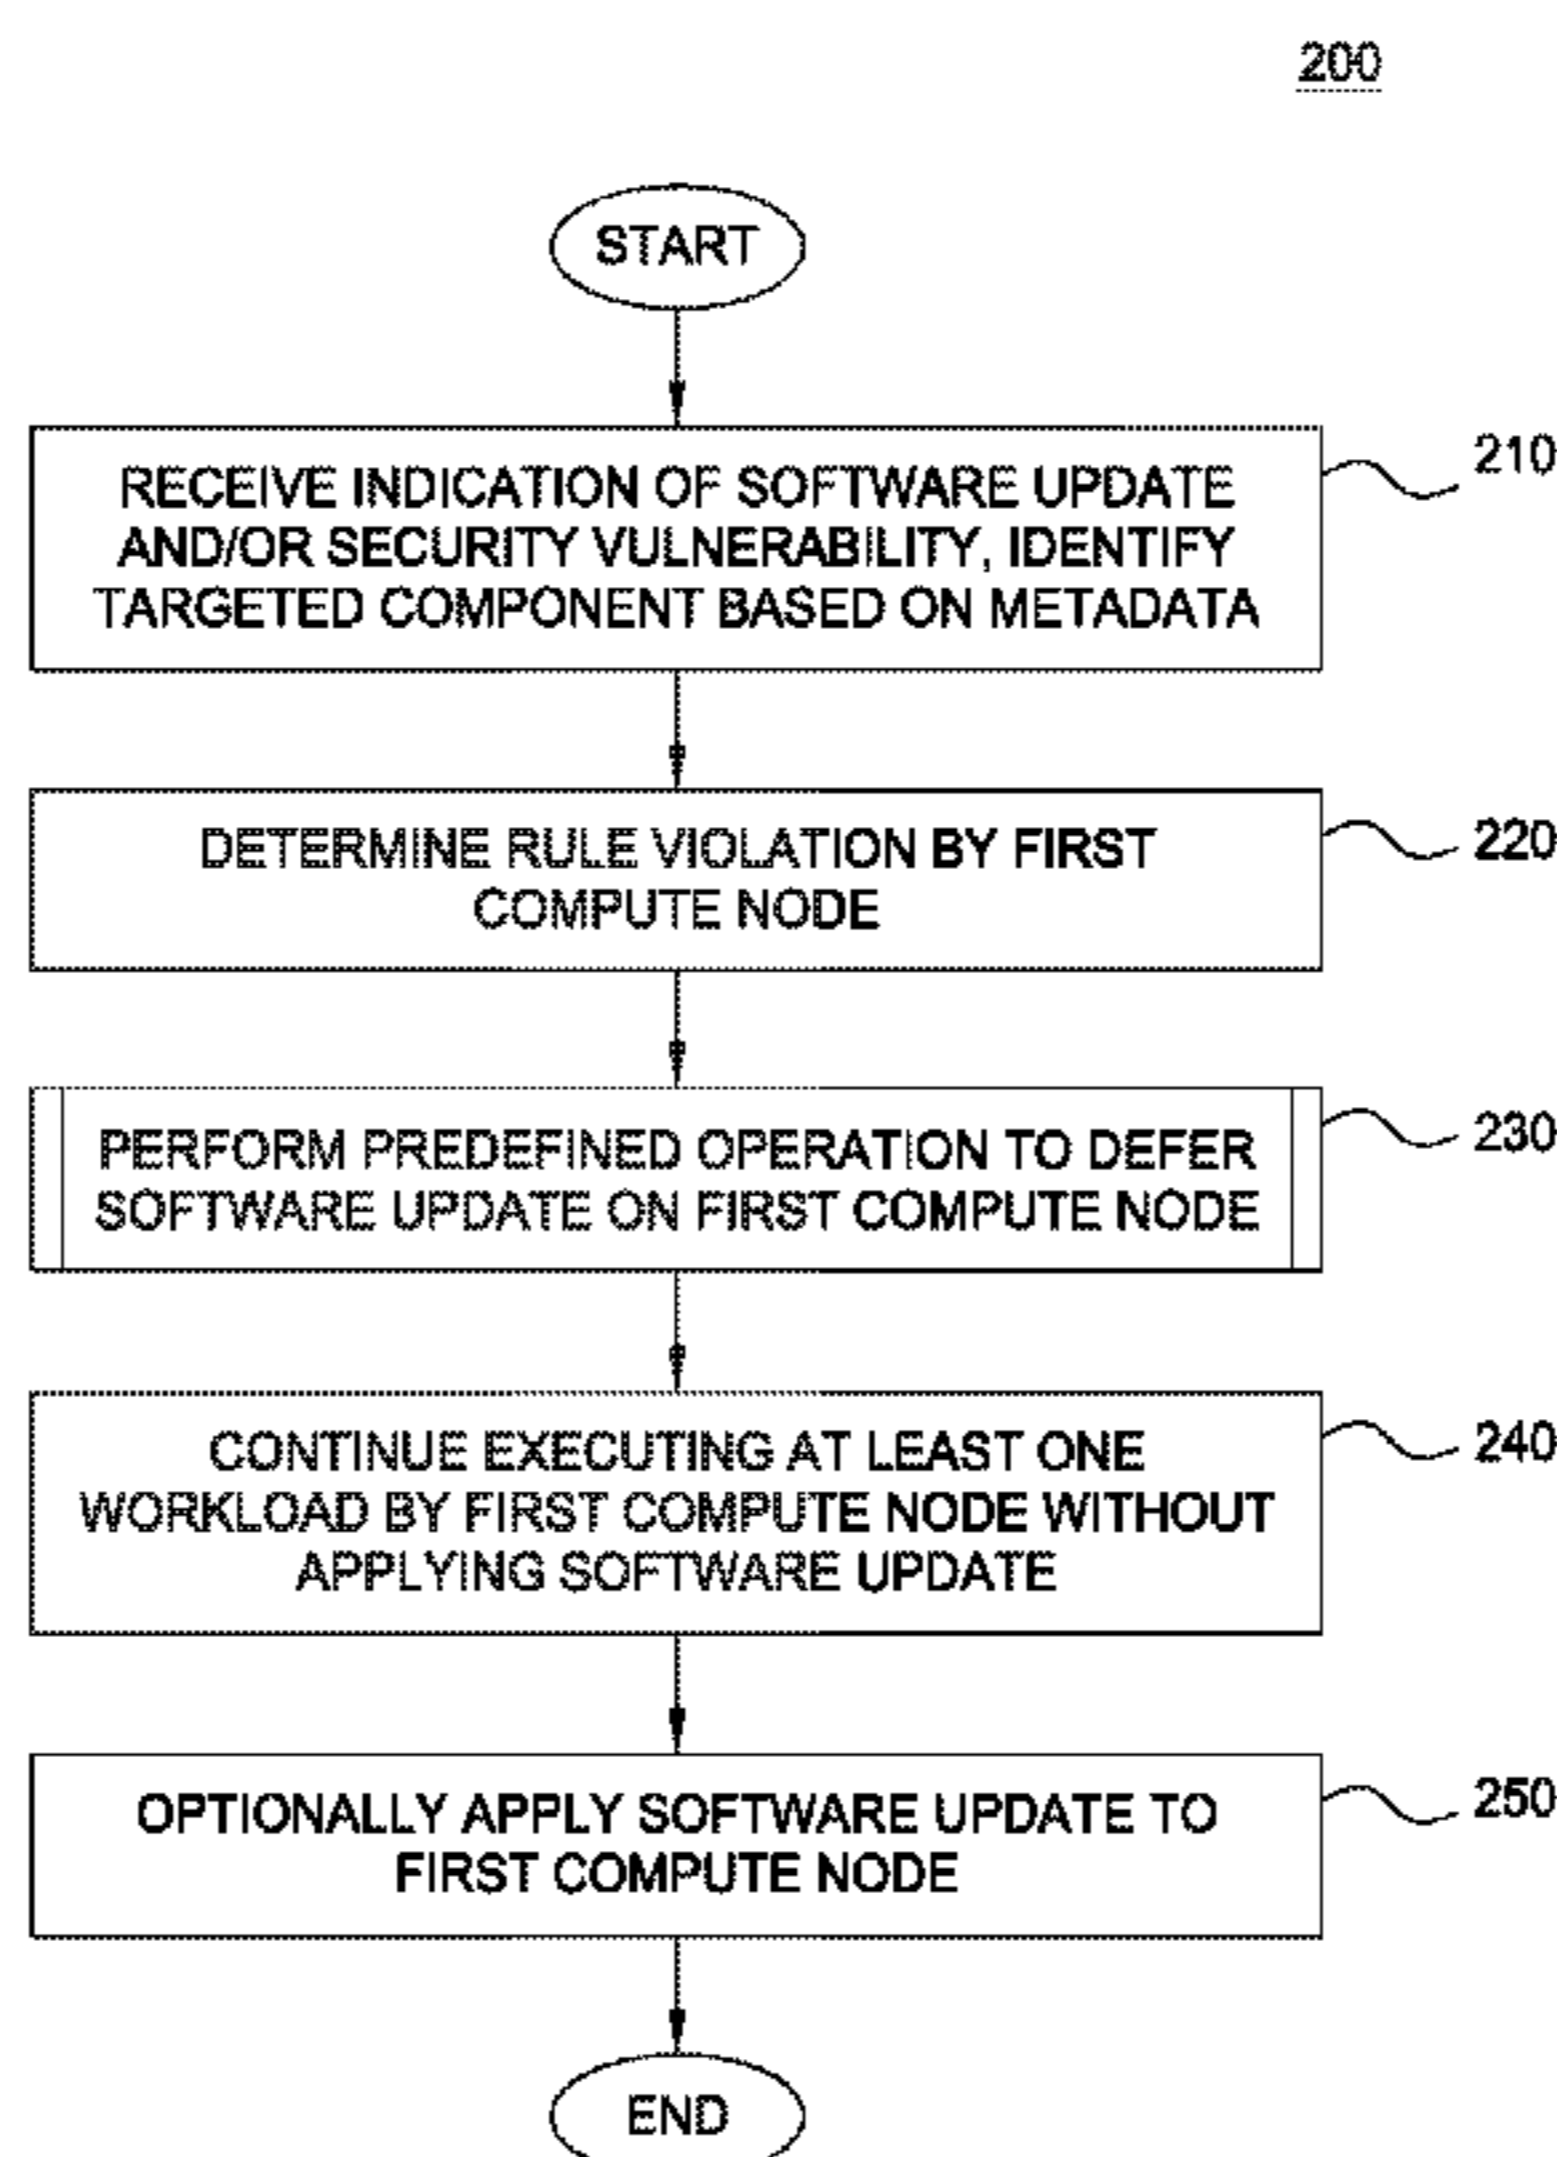 200
START
RECEIVE INDICATION OF SOFTWARE UPDATE
AND/OR SECURITY VULNERABILITY, IDENTIFY
TARGETED COMPONENT BASED ON METADATA
210
DETERMINE RULE VIOLATION BY FIRST
COMPUTE NODE
220
PERFORM PREDEFINED OPERATION TO DEFER
SOFTWARE UPDATE ON FIRST COMPUTE NODE
230
CONTINUE EXECUTING AT LEAST ONE
WORKLOAD BY FIRST COMPUTE NODE WITHOUT
APPLYING SOFTWARE UPDATE
240
OPTIONALLY APPLY SOFTWARE UPDATE TO
FIRST COMPUTE NODE
250
END